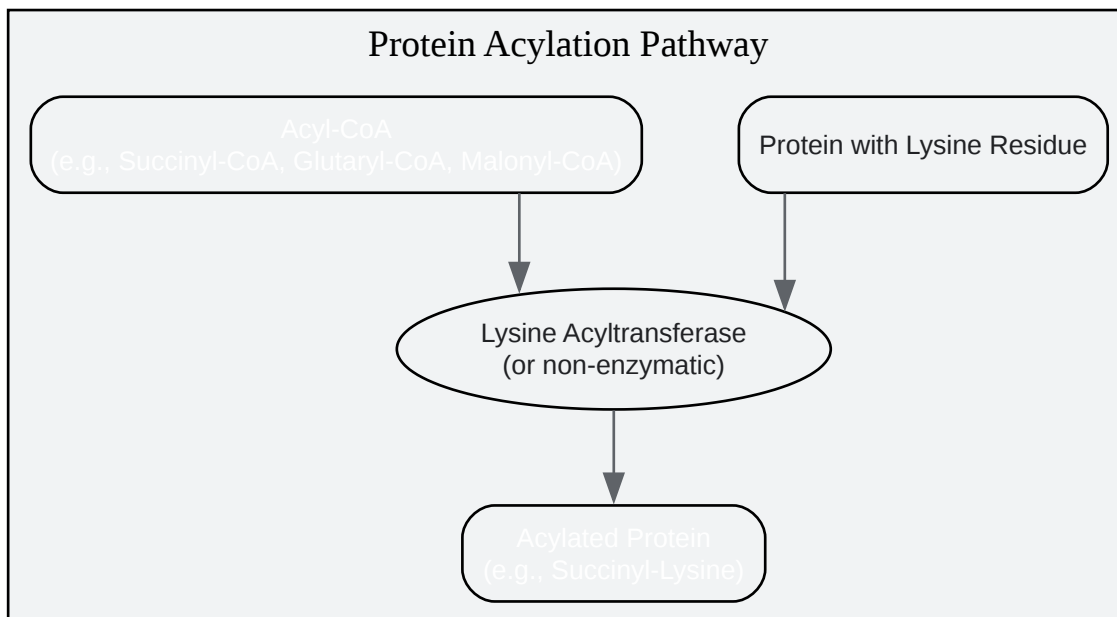 Protein Acylation Pathway
Acyl-CoA
(e.g., Succinyl-CoA, Glutaryl-CoA, Malonyl-CoA)
Protein with Lysine Residue
Lysine Acyltransferase
(or non-enzymatic)
Acylated Protein
(e.g., Succinyl-Lysine)